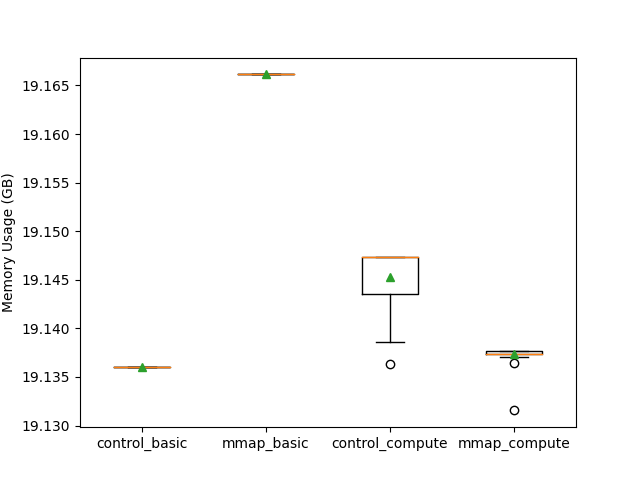 Memory Usage (GB)
19.165
19.160
19.155
19.150
19.145
19.140
19.135
19.130
control_basic
mmap_basic
control_compute
mmap_compute